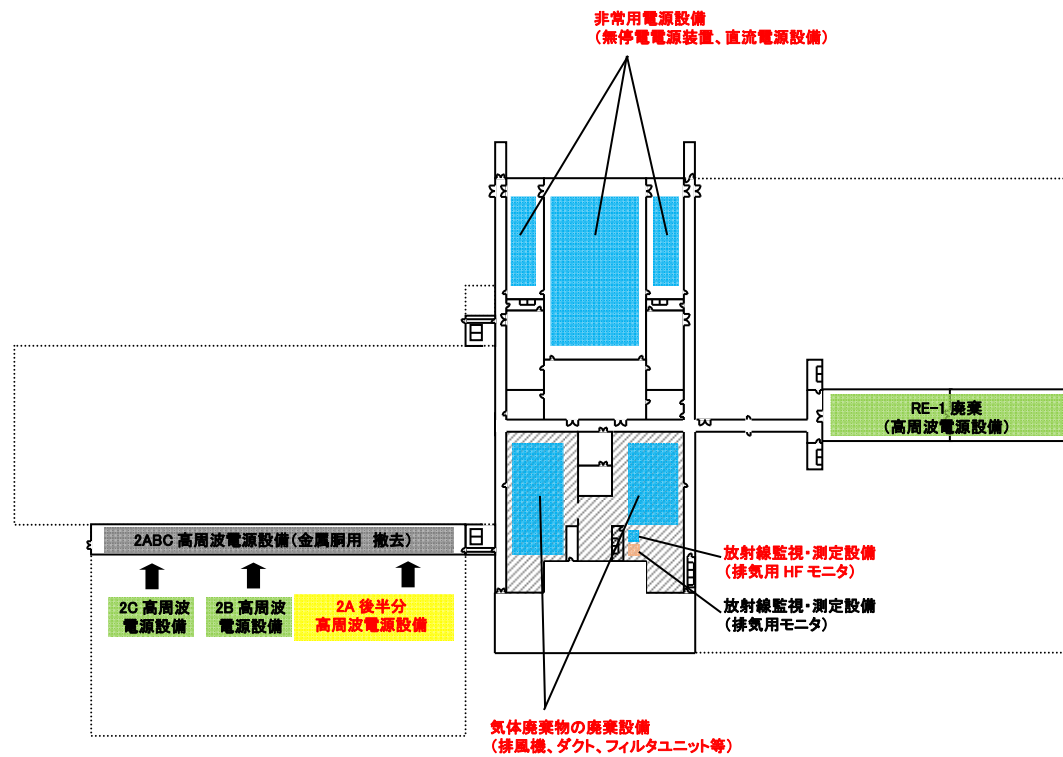 非常用電源設備
（無停電電源装置、直流電源設備）
RE-1 廃棄
（高周波電源設備）
2ABC 高周波電源設備（金属胴用 撤去）
2C 高周波
電源設備
2B 高周波
電源設備
2A 後半分
高周波電源設備
放射線監視・測定設備
（排気用 HF モニタ）
放射線監視・測定設備
（排気用モニタ）
気体廃棄物の廃棄設備
（排風機、ダクト、フィルタユニット等）